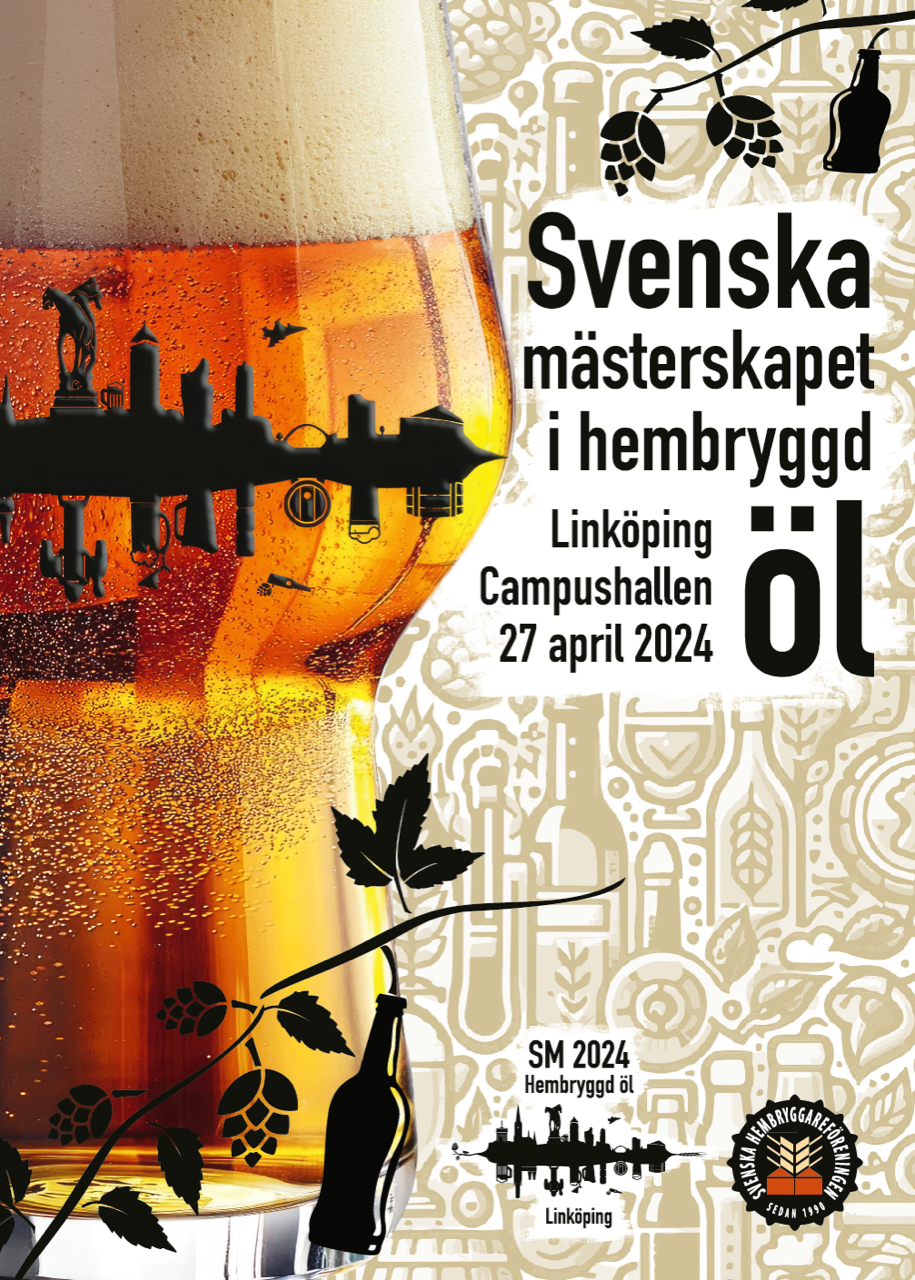 Svenska
mästerskapet
i hembryggd
öl
Linköping
Campushallen
27 april 2024
SM 2024
Hembryggd öl
Linköping
SVENSKA HEMBRYGGAREFÖRENINGEN
SEDAN 1990